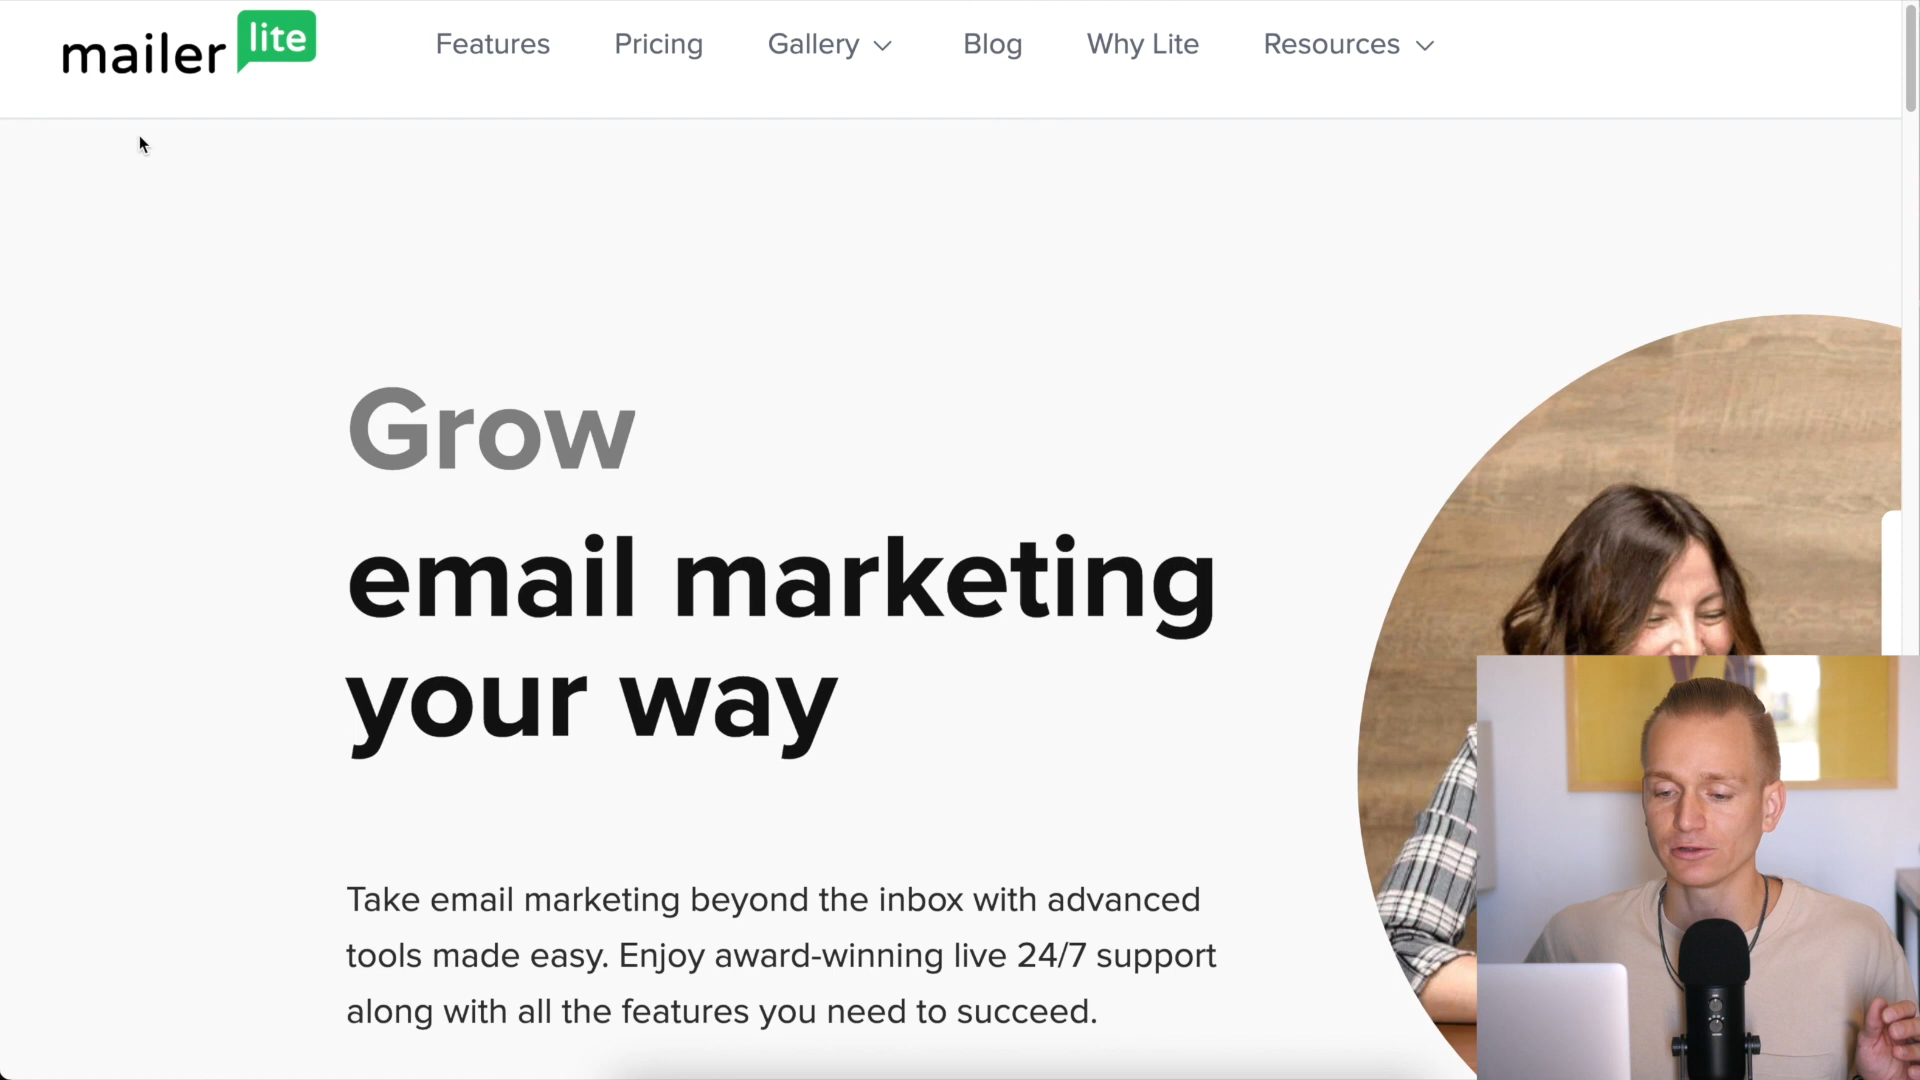 mailer lite
Features Pricing Gallery Blog Why Lite Resources
Grow
email marketing
your way
Take email marketing beyond the inbox with advanced
tools made easy. Enjoy award-winning live 24/7 support
along with all the features you need to succeed.